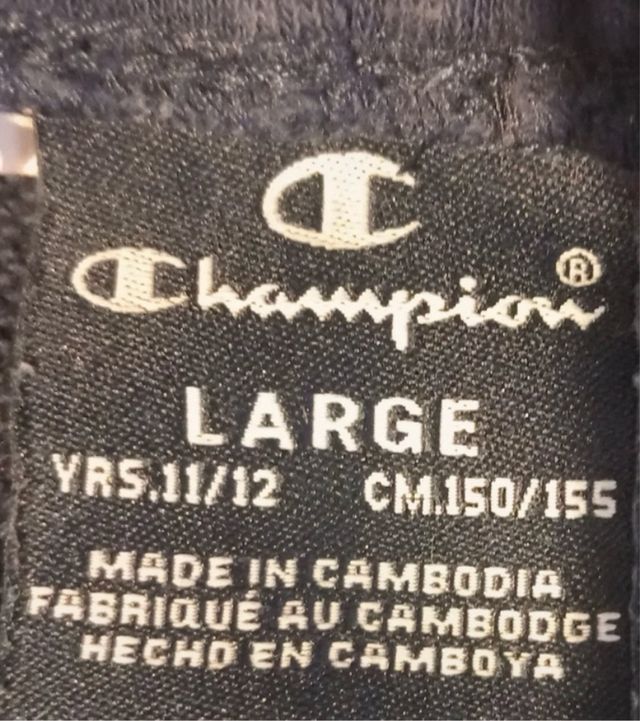 C
Champion®
LARGE
YRS.11/12 CM.150/155
MADE IN CAMBODIA
FABRIQUÉ AU CAMBODGE
HECHO EN CAMBOYA